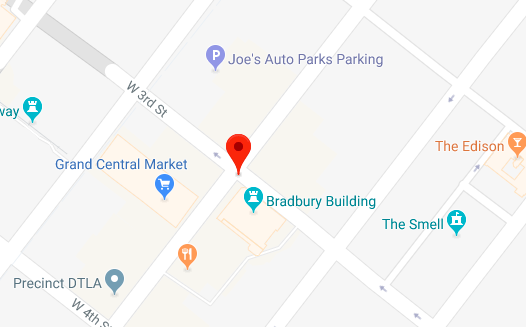 Joe's Auto Parks Parking
W 3rd St
way
The Edison
Grand Central Market
Bradbury Building
The Smell
Precinct DTLA
W 4th St